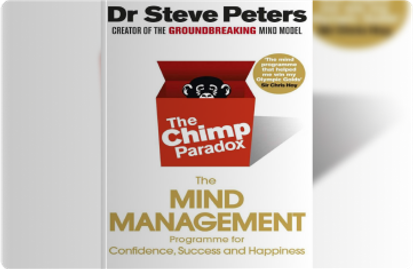 Dr Steve Peters
CREATOR OF THE GROUNDBREAKING MIND MODEL
'The mind
programme
that helped
me win my
Olympic Golds'
Sir Chris Hoy
The
Chimp
Paradox
The
MIND
MANAGEMENT
Programme for
Confidence, Success and Happiness